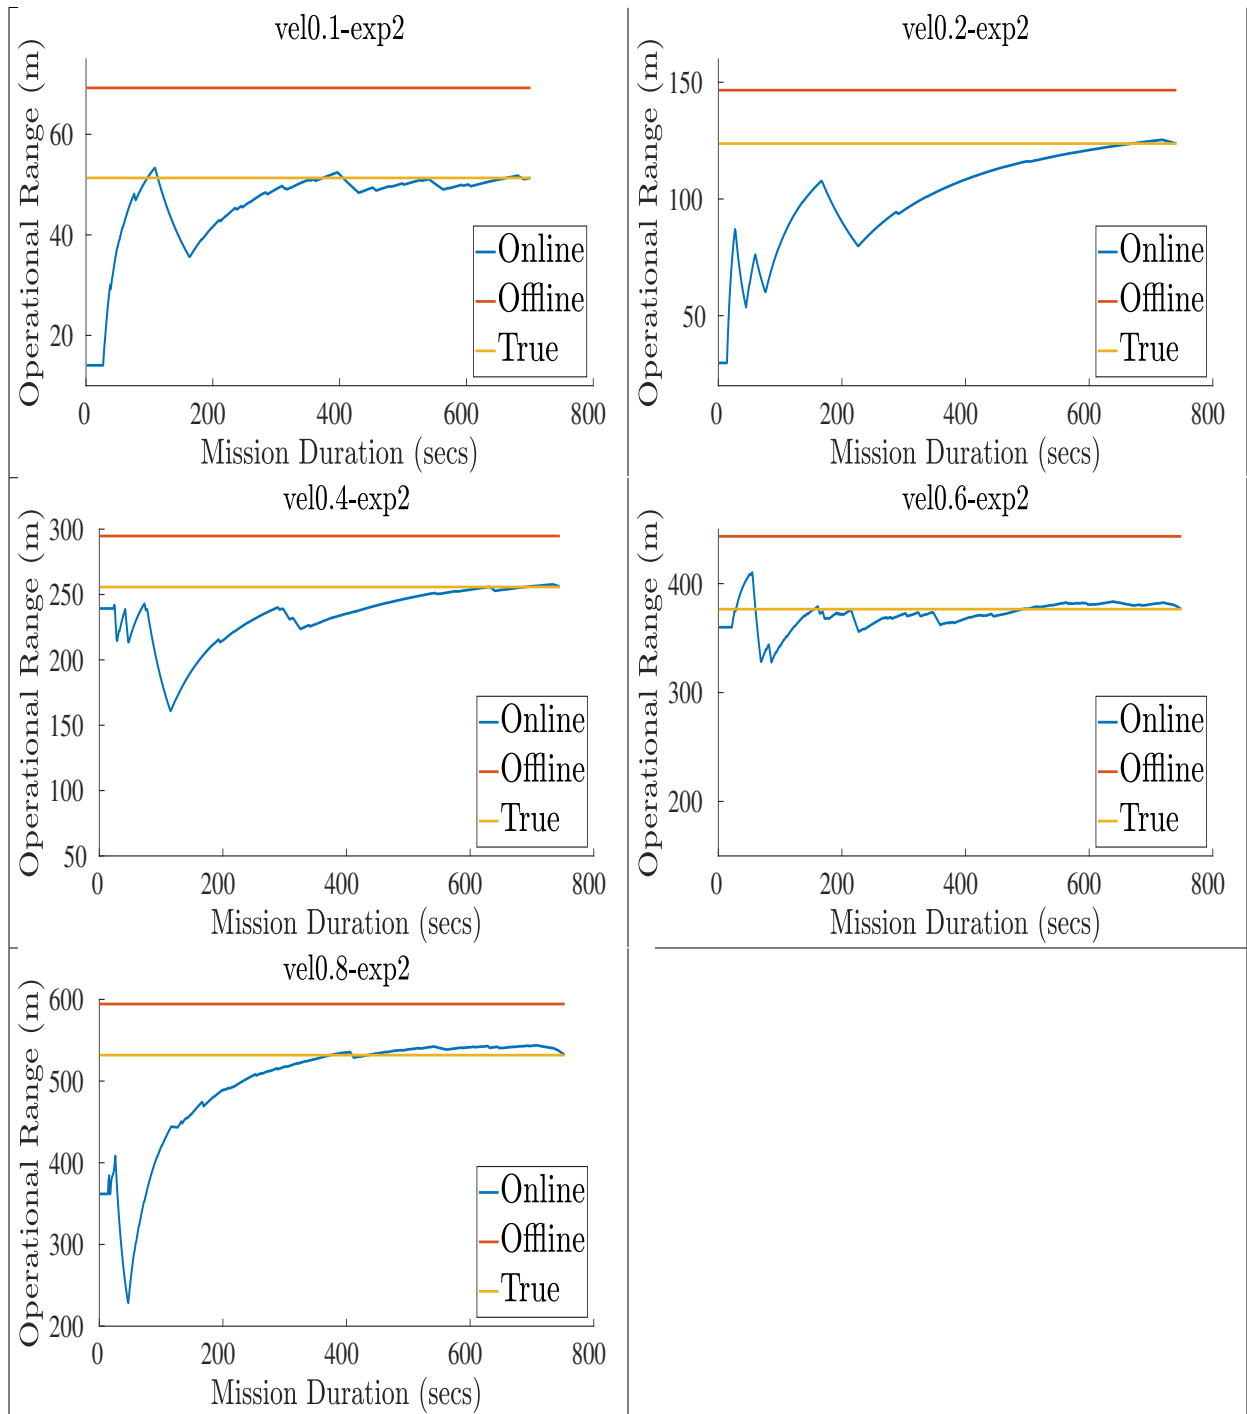 vel0.1-exp2
Operational Range (m)
60
40
20
Online
Offline
True
0 200 400 600 800
Mission Duration (secs)
vel0.2-exp2
Operational Range (m)
150
100
50
Online
Offline
True
0 200 400 600 800
Mission Duration (secs)
vel0.4-exp2
Operational Range (m)
300
250
200
150
100
50
Online
Offline
True
0 200 400 600 800
Mission Duration (secs)
vel0.6-exp2
Operational Range (m)
400
300
200
Online
Offline
True
0 200 400 600 800
Mission Duration (secs)
vel0.8-exp2
Operational Range (m)
600
500
400
300
200
Online
Offline
True
0 200 400 600 800
Mission Duration (secs)